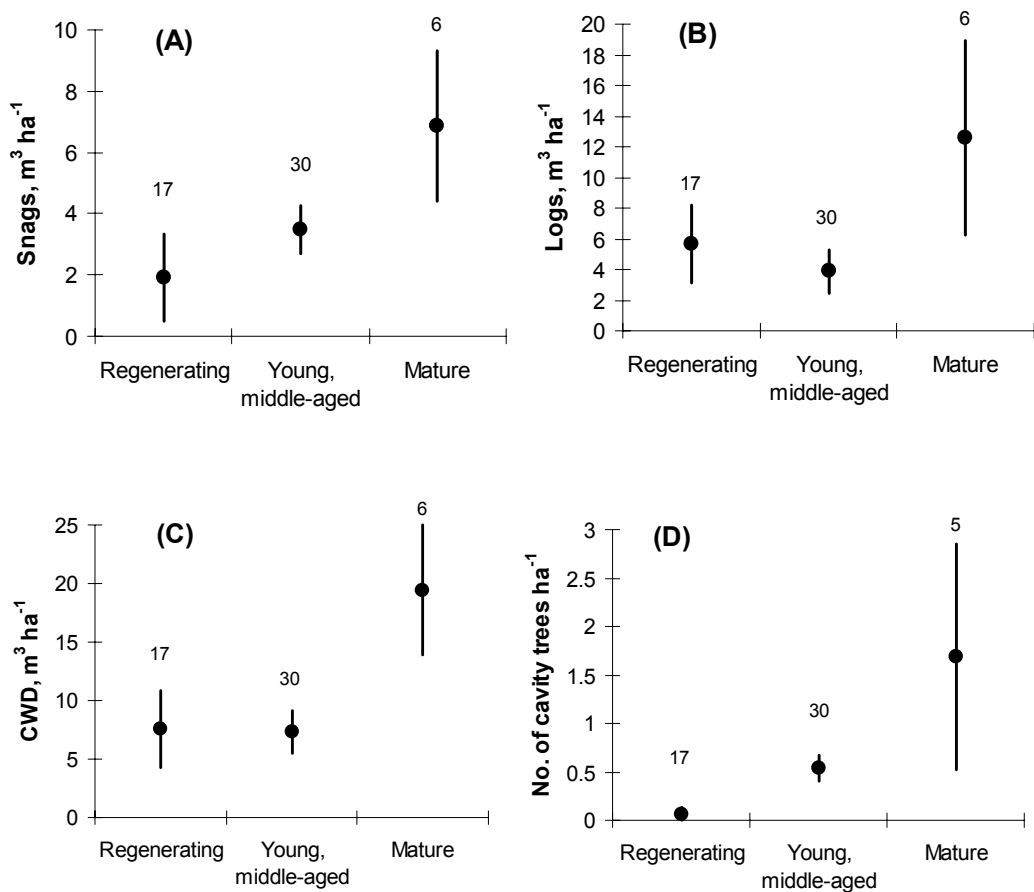 (A)
Snags, m³ ha⁻¹
10
8
6
4
2
0
17
30
6
Regenerating
Young,
middle-aged
Mature
(B)
Logs, m³ ha⁻¹
20
18
16
14
12
10
8
6
4
2
0
17
30
6
Regenerating
Young,
middle-aged
Mature
(C)
CWD, m³ ha⁻¹
25
20
15
10
5
0
17
30
6
Regenerating
Young,
middle-aged
Mature
(D)
No. of cavity trees ha⁻¹
3
2.5
2
1.5
1
0.5
0
17
30
5
Regenerating
Young,
middle-aged
Mature